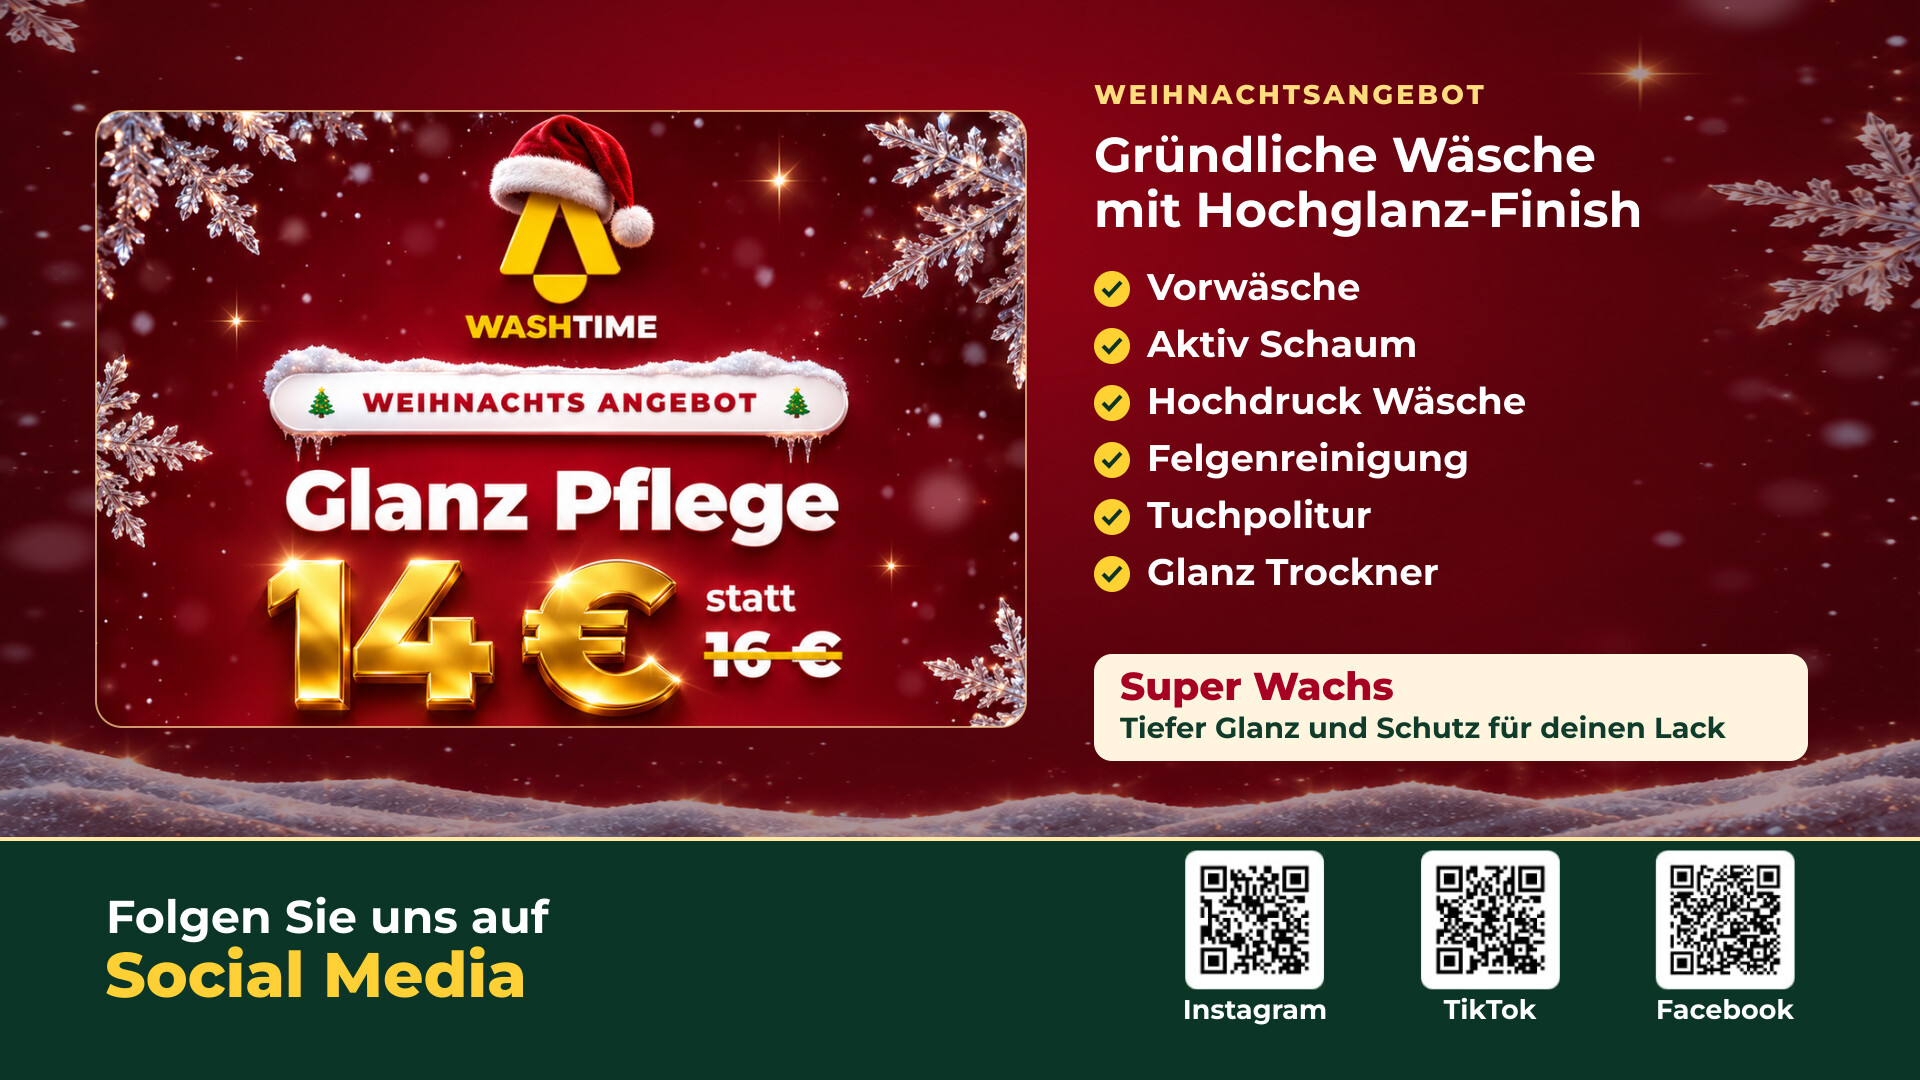 WASHTIME
WEIHNACHTS ANGEBOT
Glanz Pflege
14 €
statt
16 €
WEIHNACHTSANGEBOT
Gründliche Wäsche
mit Hochglanz-Finish
Vorwäsche
Aktiv Schaum
Hochdruck Wäsche
Felgenreinigung
Tuchpolitur
Glanz Trockner
Super Wachs
Tiefer Glanz und Schutz für deinen Lack
Folgen Sie uns auf
Social Media
Instagram
TikTok
Facebook